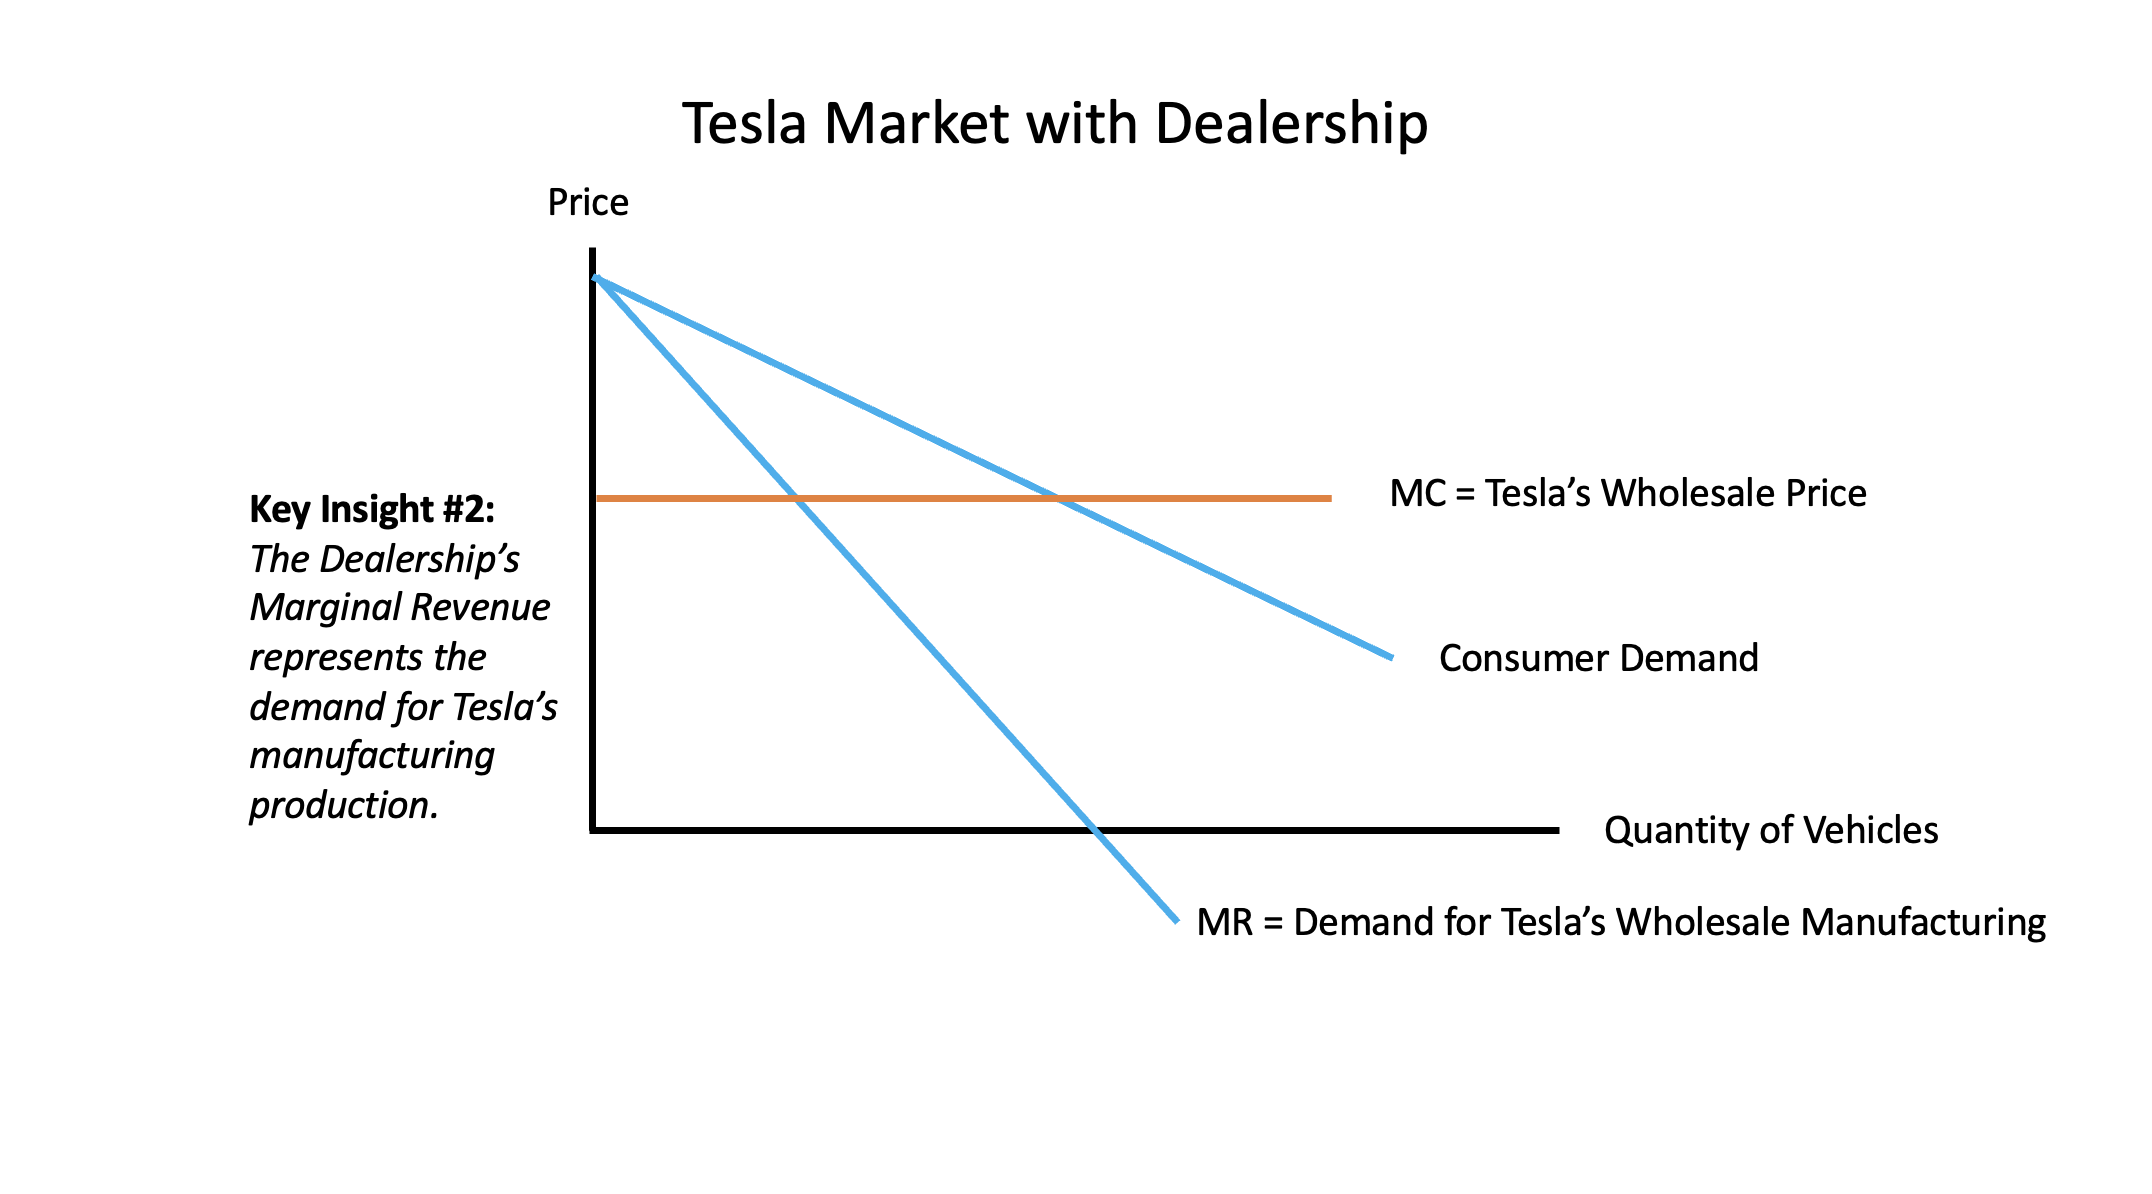 Tesla Market with Dealership
Price
Key Insight #2:
The Dealership’s
Marginal Revenue
represents the
demand for Tesla’s
manufacturing
production.
MC = Tesla’s Wholesale Price
Consumer Demand
Quantity of Vehicles
MR = Demand for Tesla’s Wholesale Manufacturing